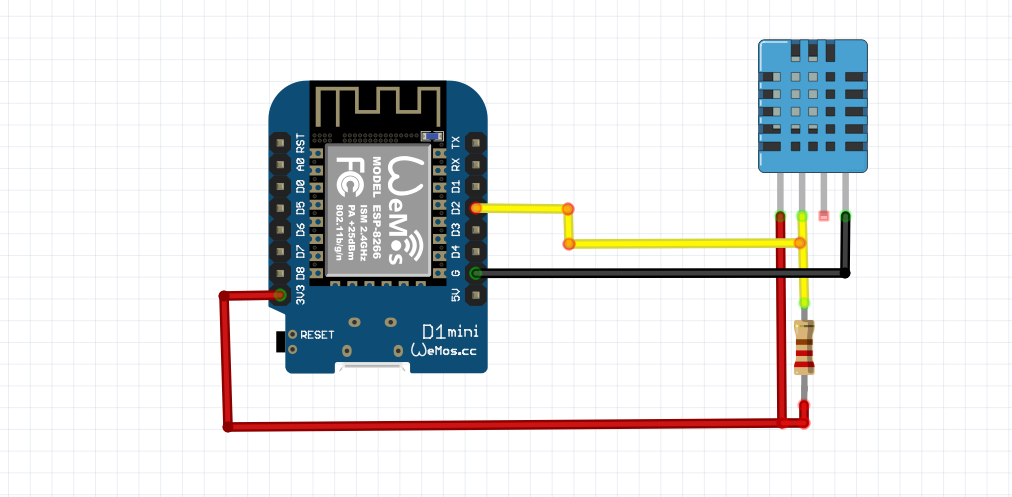 RST
A0
D0
D5
D6
D7
D8
3V3
TX
RX
D1
D2
D3
D4
G
5V
WeMos
MODEL ESP-8266
ISM 2.4GHz
PA +25dBm
802.11b/g/n
FC
RESET
D1mini
WeMos.cc